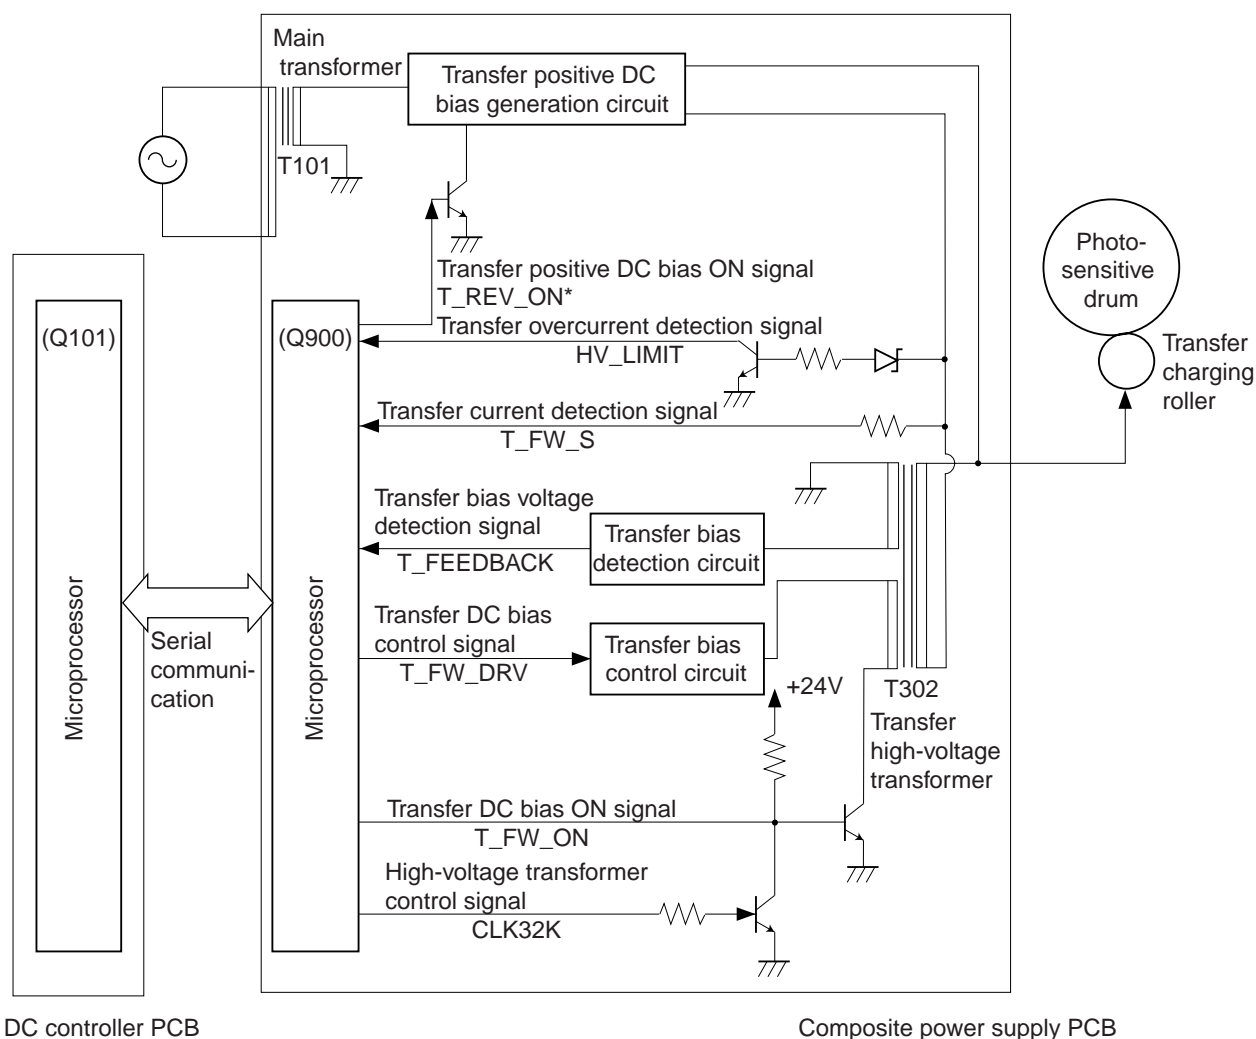 Main
transformer
Transfer positive DC
bias generation circuit
T101
Transfer positive DC bias ON signal
T_REV_ON*
Transfer overcurrent detection signal
HV_LIMIT
(Q101)
(Q900)
Photo-
sensitive
drum
Transfer
charging
roller
Transfer current detection signal
T_FW_S
Transfer bias voltage
detection signal
T_FEEDBACK
Transfer bias
detection circuit
Microprocessor
Microprocessor
Serial
communi-
cation
Transfer DC bias
control signal
T_FW_DRV
Transfer bias
control circuit
+24V
T302
Transfer
high-voltage
transformer
Transfer DC bias ON signal
T_FW_ON
High-voltage transformer
control signal
CLK32K
DC controller PCB
Composite power supply PCB